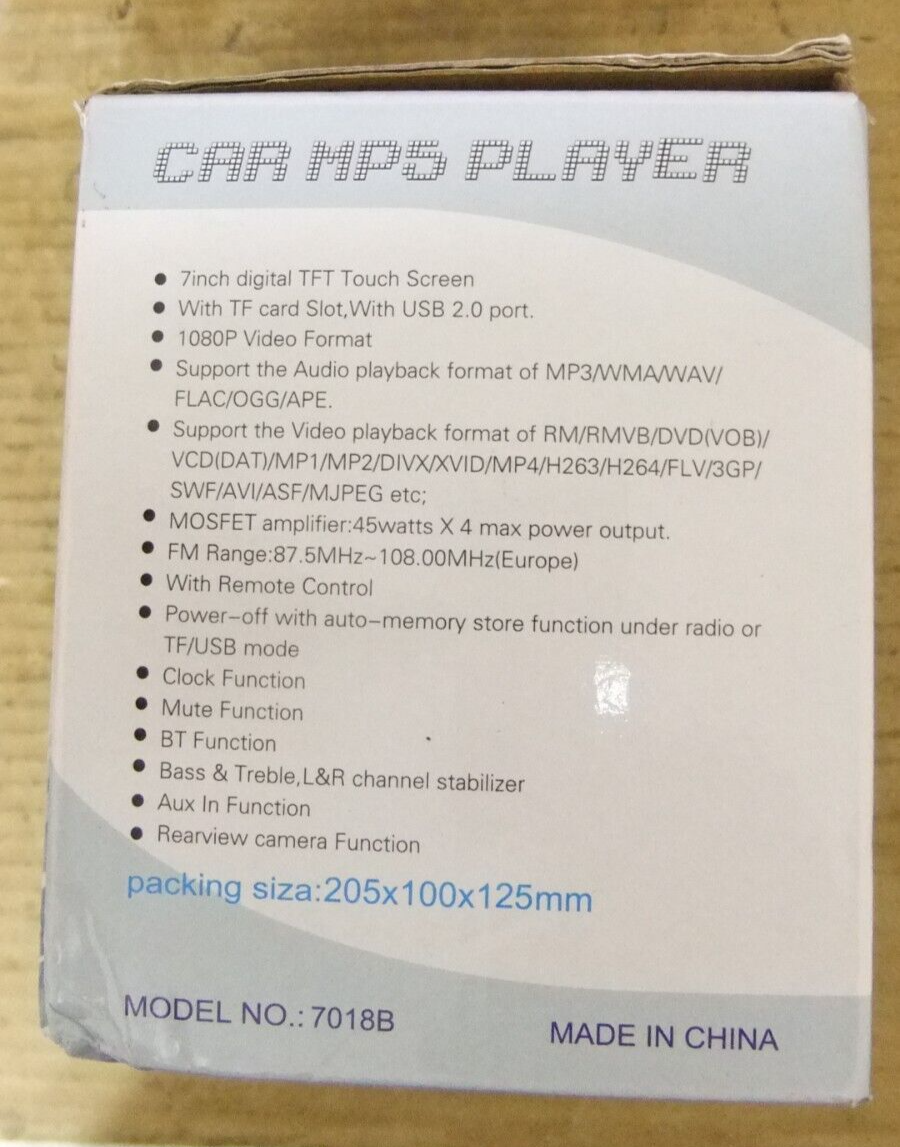 CAR MP5 PLAYER
● 7inch digital TFT Touch Screen
● With TF card Slot,With USB 2.0 port.
● 1080P Video Format
● Support the Audio playback format of MP3/WMA/WAV/
FLAC/OGG/APE.
● Support the Video playback format of RM/RMVB/DVD(VOB)/
VCD(DAT)/MP1/MP2/DIVX/XVID/MP4/H263/H264/FLV/3GP/
SWF/AVI/ASF/MJPEG etc;
● MOSFET amplifier:45watts X 4 max power output.
● FM Range:87.5MHz~108.00MHz(Europe)
● With Remote Control
● Power-off with auto-memory store function under radio or
TF/USB mode
● Clock Function
● Mute Function
● BT Function
● Bass & Treble,L&R channel stabilizer
● Aux In Function
● Rearview camera Function
packing siza:205x100x125mm
MODEL NO.: 7018B
MADE IN CHINA